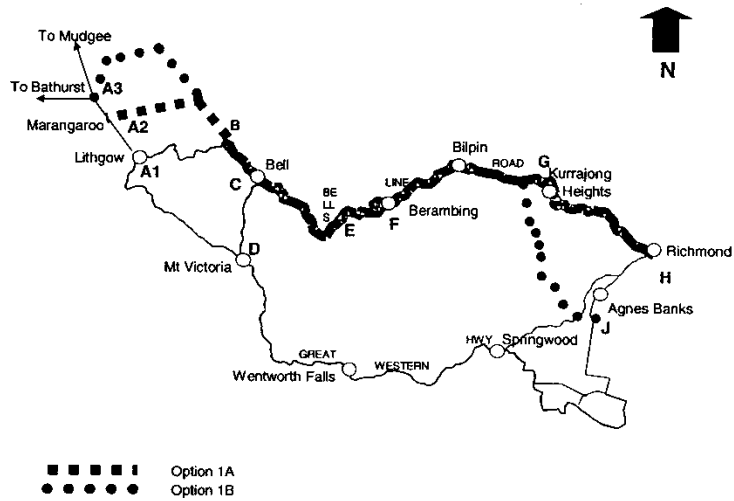 To Mudgee
N
To Bathurst
A3
Marangaroo
A2
B
Lithgow
A1
Bell
C
BE
LL
S
LINE
ROAD
Bilpin
G
Kurrajong
Heights
E
F
Berambing
D
Mt Victoria
Richmond
H
Agnes Banks
J
GREAT
WESTERN
HWY
Springwood
Wentworth Falls
Option 1A
Option 1B